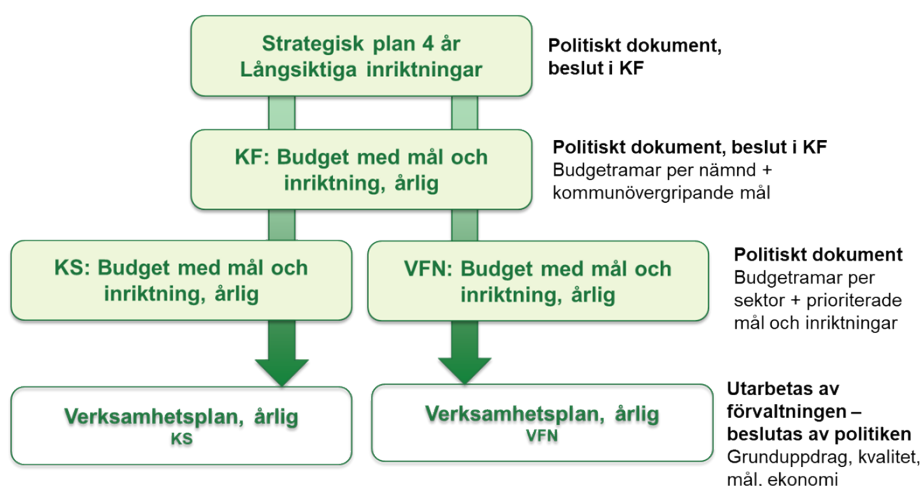 Strategisk plan 4 år
Långsiktiga inriktningar
Politiskt dokument,
beslut i KF
KF: Budget med mål och
inriktning, årlig
Politiskt dokument, beslut i KF
Budgetramar per nämnd +
kommunövergripande mål
KS: Budget med mål och
inriktning, årlig
VFN: Budget med mål och
inriktning, årlig
Politiskt dokument
Budgetramar per
sektor + prioriterade
mål och inriktningar
Verksamhetsplan, årlig
KS
Verksamhetsplan, årlig
VFN
Utarbetas av
förvaltningen –
beslutas av politiken
Grunduppdrag, kvalitet,
mål, ekonomi